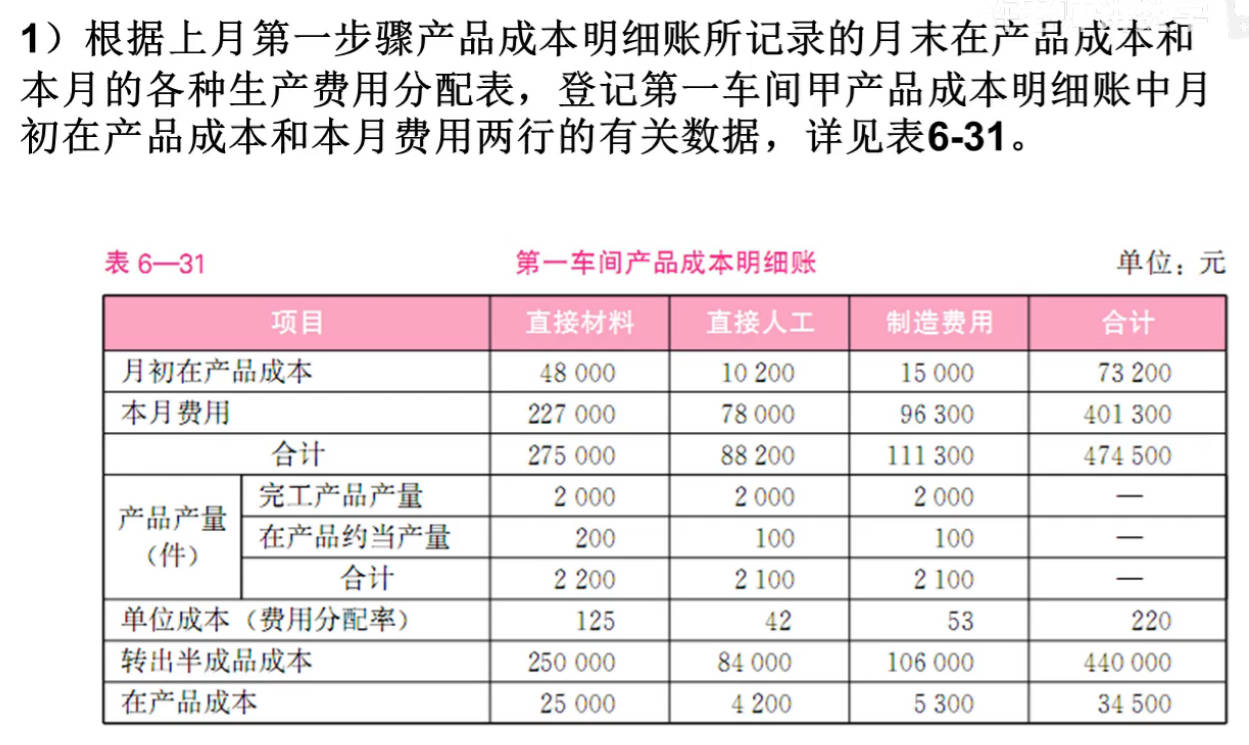 1）根据上月第一步骤产品成本明细账所记录的月末在产品成本和
本月的各种生产费用分配表，登记第一车间甲产品成本明细账中月
初在产品成本和本月费用两行的有关数据，详见表6-31。
表 6—31 第一车间产品成本明细账 单位：元
项目 直接材料 直接人工 制造费用 合计
月初在产品成本 48 000 10 200 15 000 73 200
本月费用 227 000 78 000 96 300 401 300
合计 275 000 88 200 111 300 474 500
产品产量（件） 完工产品产量 2 000 2 000 2 000 —
在产品约当产量 200 100 100 —
合计 2 200 2 100 2 100 —
单位成本（费用分配率） 125 42 53 220
转出半成品成本 250 000 84 000 106 000 440 000
在产品成本 25 000 4 200 5 300 34 500